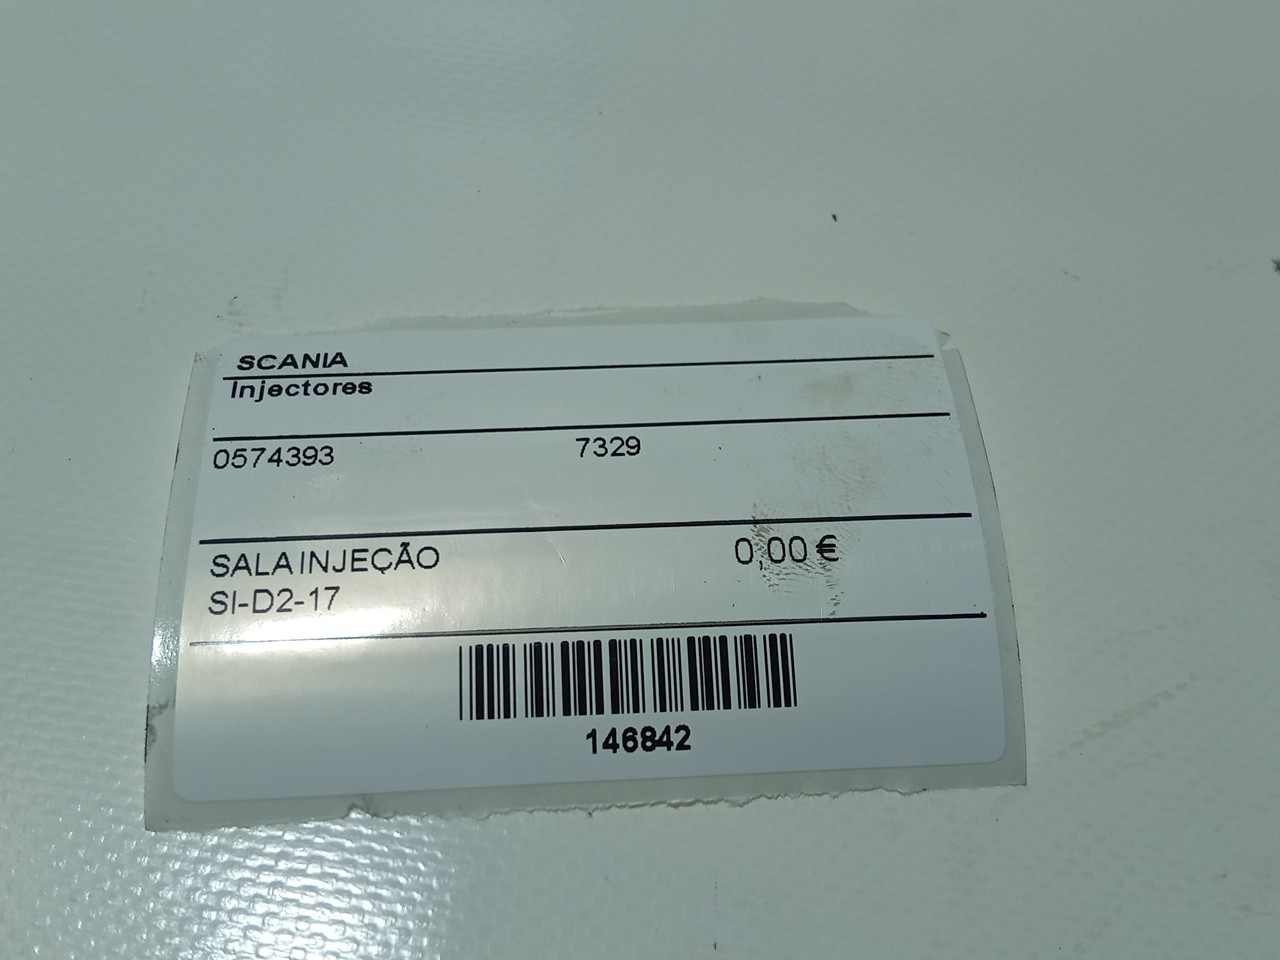 SCANIA
Injectores
0574393 7329
SALA INJEÇÃO 0,00 €
SI-D2-17
146842